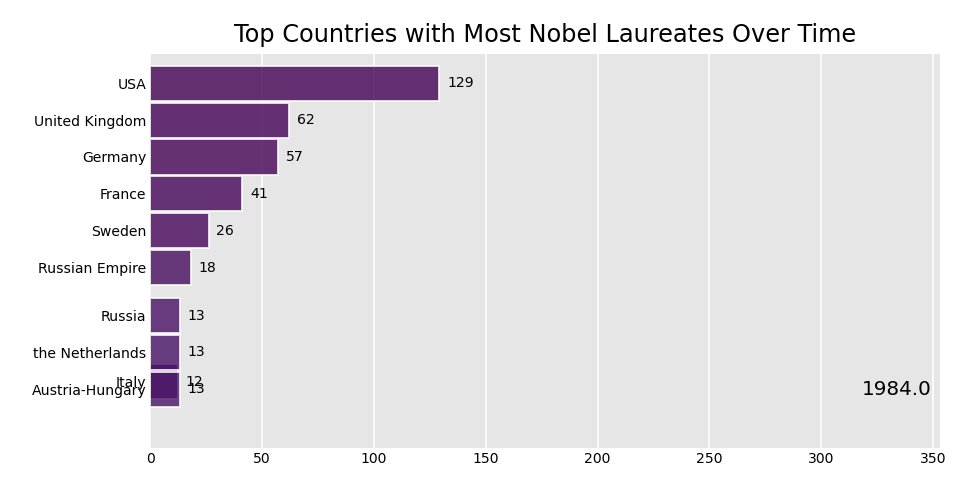 Top Countries with Most Nobel Laureates Over Time
USA 129
United Kingdom 62
Germany 57
France 41
Sweden 26
Russian Empire 18
Russia 13
the Netherlands 13
Italy 12
Austria-Hungary 13
1984.0
0 50 100 150 200 250 300 350